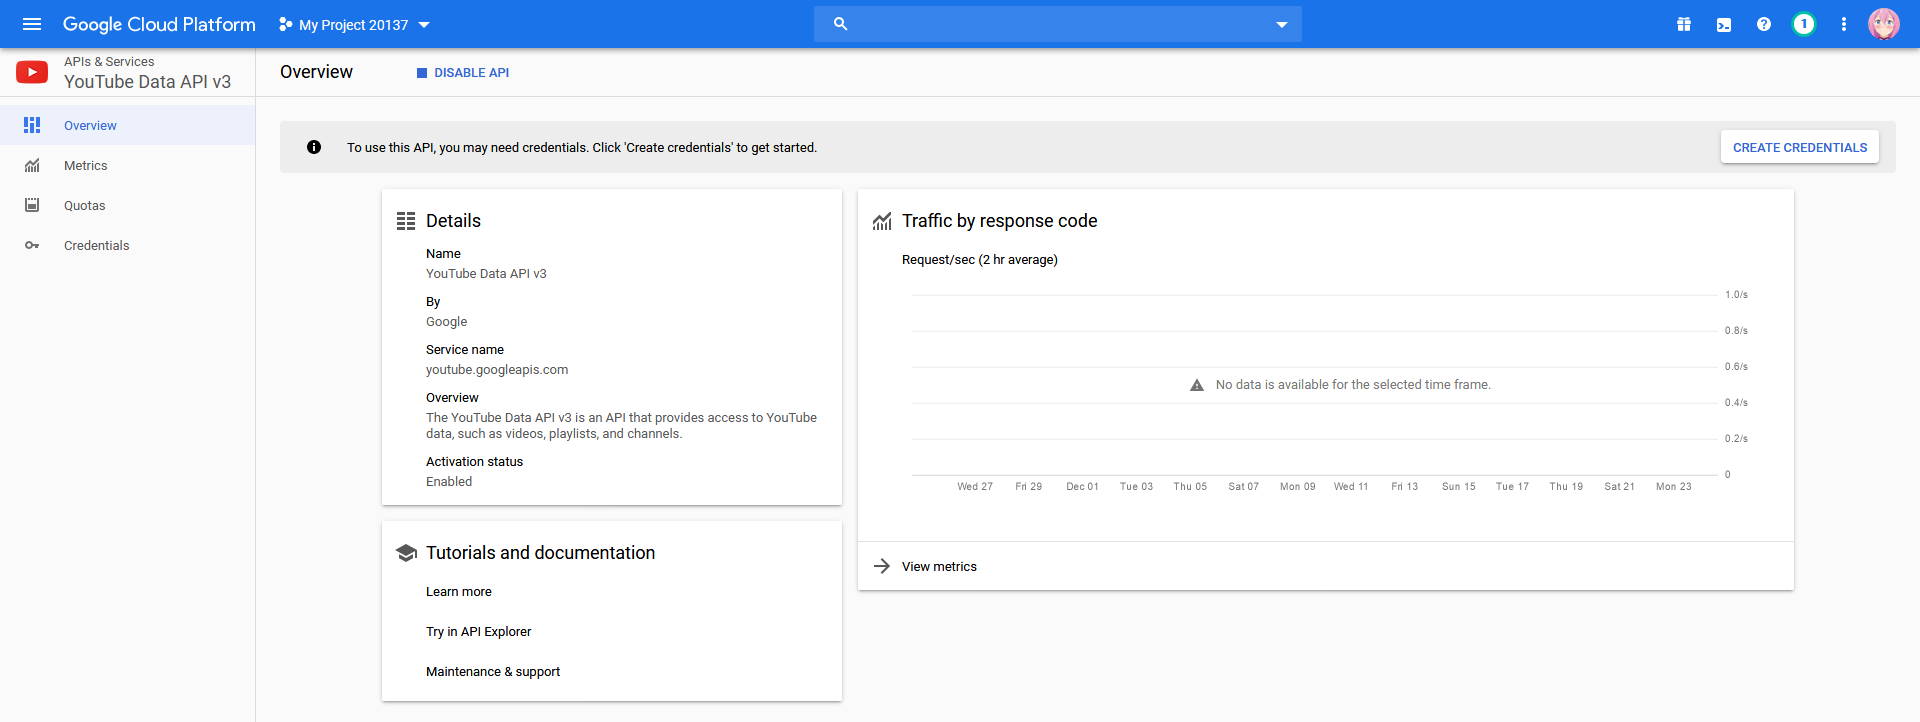 Google Cloud Platform
My Project 20137
1
APIs & Services
YouTube Data API v3
Overview
DISABLE API
Overview
Metrics
Quotas
Credentials
To use this API, you may need credentials. Click 'Create credentials' to get started.
CREATE CREDENTIALS
Details
Name
YouTube Data API v3
By
Google
Service name
youtube.googleapis.com
Overview
The YouTube Data API v3 is an API that provides access to YouTube
data, such as videos, playlists, and channels.
Activation status
Enabled
Tutorials and documentation
Learn more
Try in API Explorer
Maintenance & support
Traffic by response code
Request/sec (2 hr average)
1.0/s
0.8/s
0.6/s
No data is available for the selected time frame.
0.4/s
0.2/s
0
Wed 27 Fri 29 Dec 01 Tue 03 Thu 05 Sat 07 Mon 09 Wed 11 Fri 13 Sun 15 Tue 17 Thu 19 Sat 21 Mon 23
View metrics